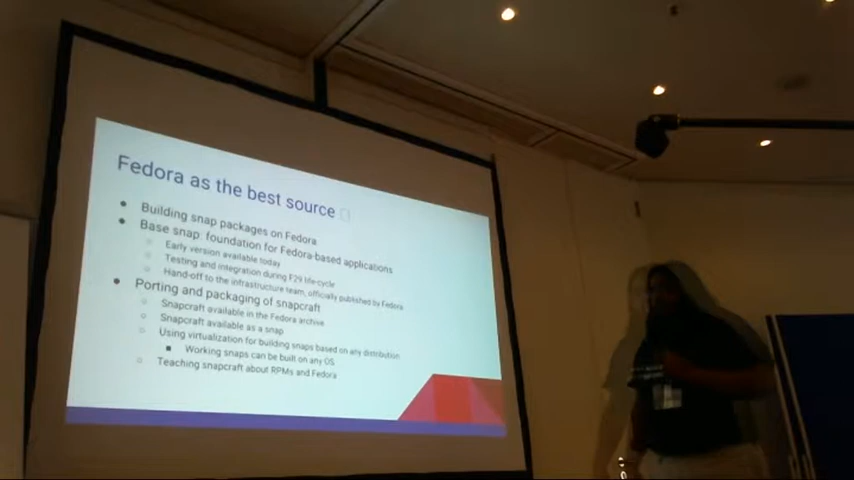 Fedora as the best source
● Building snap packages on Fedora
● Base snap: foundation for Fedora-based applications
○ Early version available today
○ Testing and integration during F29 life-cycle
○ Hand-off to the infrastructure team, officially published by Fedora
● Porting and packaging of snapcraft
○ Snapcraft available in the Fedora archive
○ Snapcraft available as a snap
○ Using virtualization for building snaps based on any distribution
■ Working snaps can be built on any OS
○ Teaching snapcraft about RPMs and Fedora